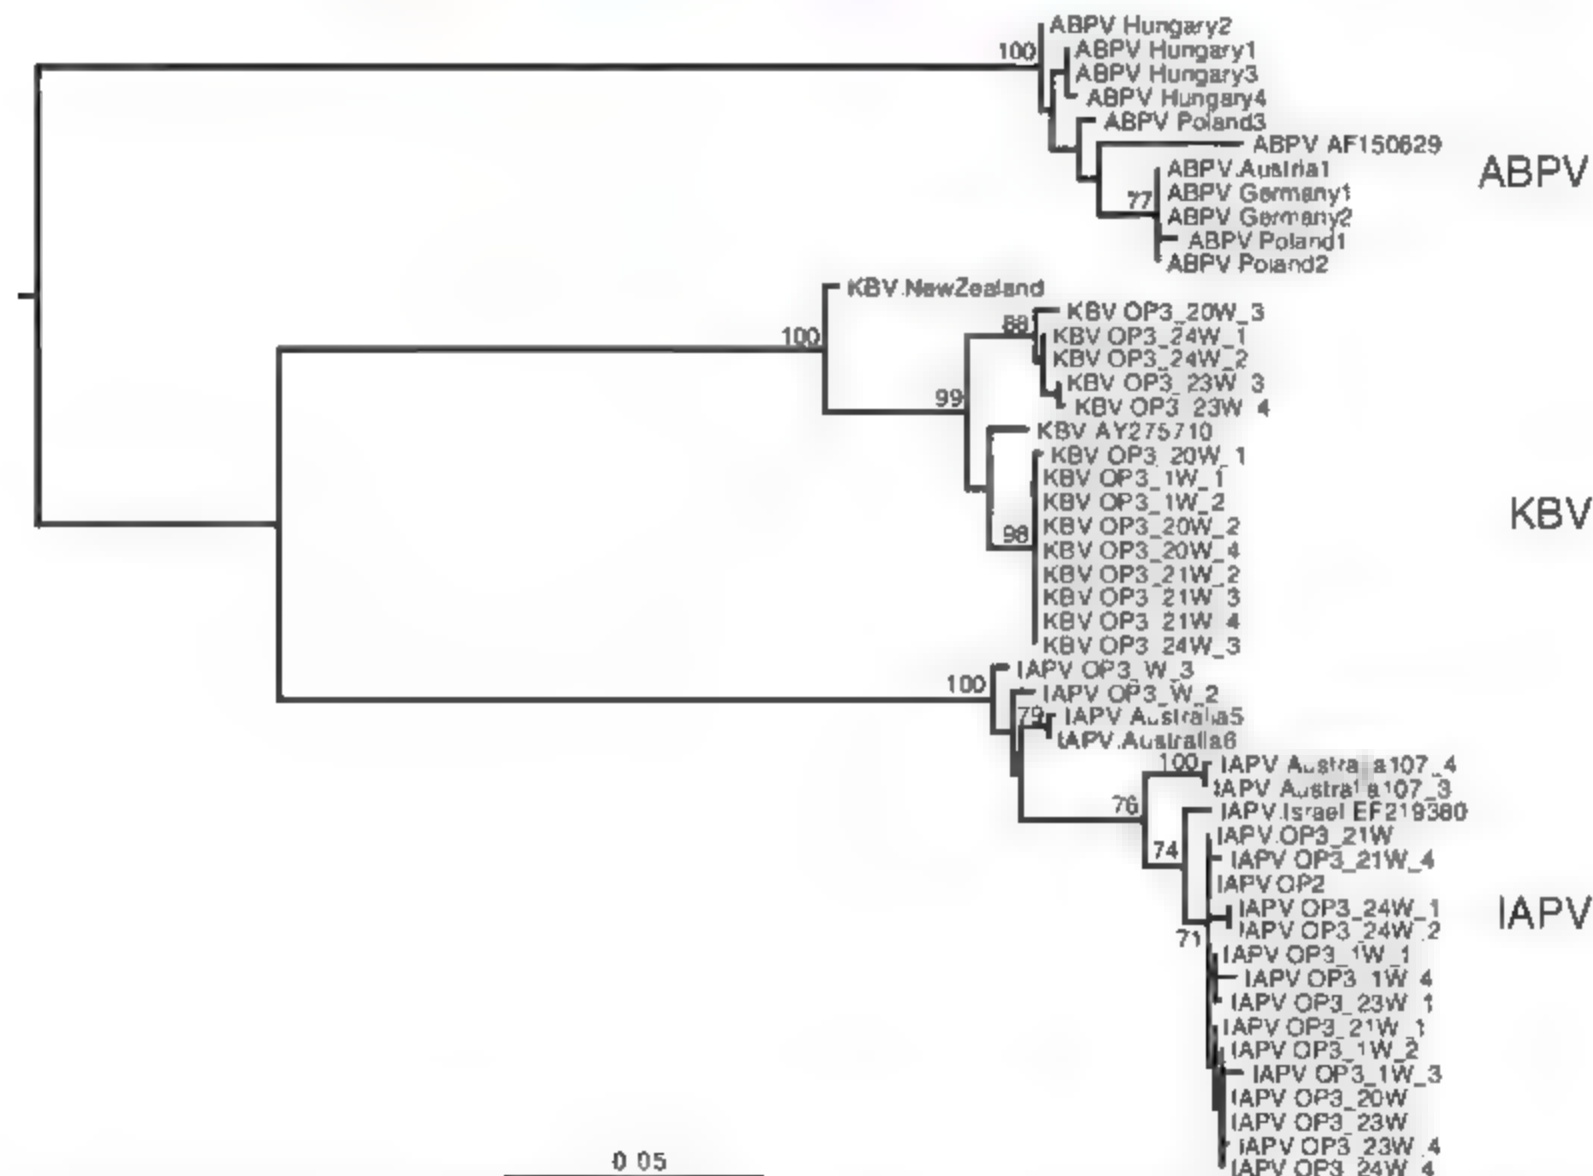 ABPV Hungary2
100
ABPV Hungary1
ABPV Hungary3
ABPV Hungary4
ABPV Poland3
ABPV AF150629
ABPV
ABPV Austria1
77 ABPV Germany1
ABPV Germany2
ABPV Poland1
ABPV Poland2
KBV NewZealand
KBV OP3_20W_3
88
100
KBV OP3_24W_1
KBV OP3_24W_2
KBV OP3_23W_3
99
KBV OP3_23W_4
KBV AY275710
KBV OP3_20W_1
KBV OP3_1W_1
KBV OP3_1W_2
KBV
KBV OP3_20W_2
98
KBV OP3_20W_4
KBV OP3_21W_2
KBV OP3_21W_3
KBV OP3_21W_4
KBV OP3_24W_3
IAPV OP3_W_3
100
IAPV OP3_W_2
79 IAPV Australia5
IAPV Australia6
100 IAPV Australia107_4
IAPV Australia107_3
76
IAPV Israel EF219380
IAPV OP3_21W
74
IAPV OP3_21W_4
IAPV OP2
IAPV OP3_24W_1
IAPV
IAPV OP3_24W_2
71
IAPV OP3_1W_1
IAPV OP3_1W_4
IAPV OP3_23W_1
IAPV OP3_21W_1
IAPV OP3_1W_2
IAPV OP3_1W_3
IAPV OP3_20W
IAPV OP3_23W
IAPV OP3_23W_4
IAPV OP3_24W_4
0.05